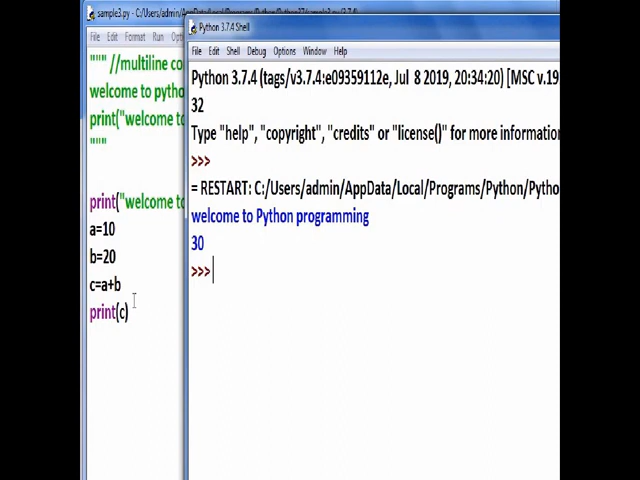 sample3.py - C:/Users/admin/AppData/Local/Programs/Python/Python37/sample3.py (3.7.4)
File Edit Format Run
""" //multiline co
welcome to pytho
print("welcome to
"""
print("welcome to
a=10
b=20
c=a+b
print(c)
Python 3.7.4 Shell
File Edit Shell Debug Options Window Help
Python 3.7.4 (tags/v3.7.4:e09359112e, Jul 8 2019, 20:34:20) [MSC v.19
32
Type "help", "copyright", "credits" or "license()" for more information
>>>
= RESTART: C:/Users/admin/AppData/Local/Programs/Python/Pytho
welcome to Python programming
30
>>>